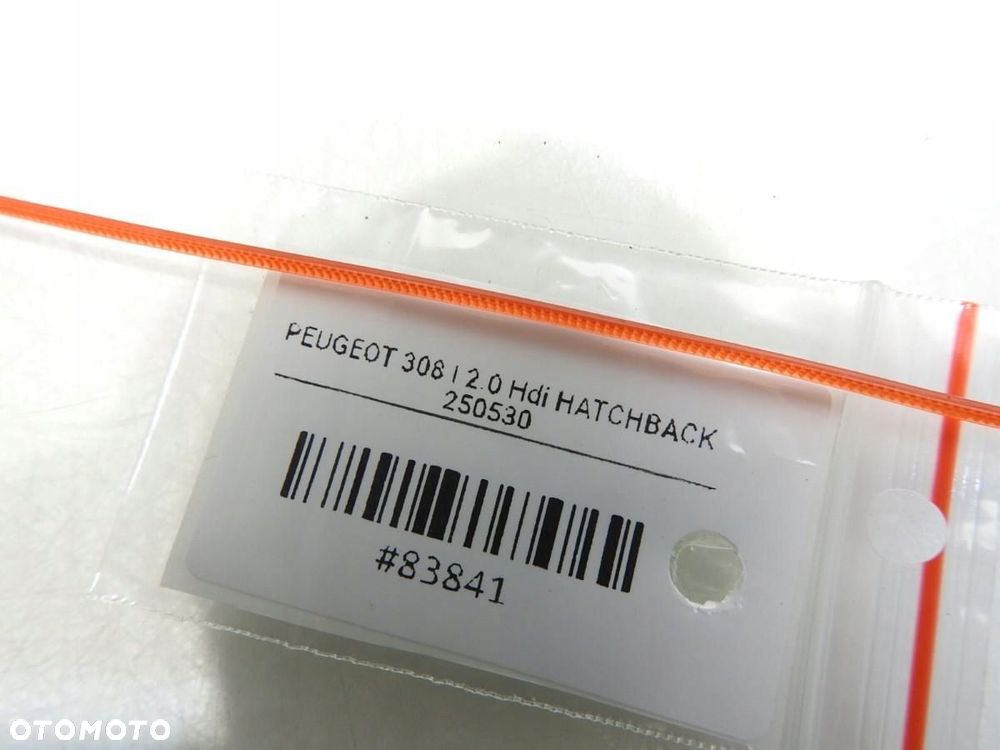 PEUGEOT 308 I 2.0 Hdi HATCHBACK
250530
#83841
OTOMOTO